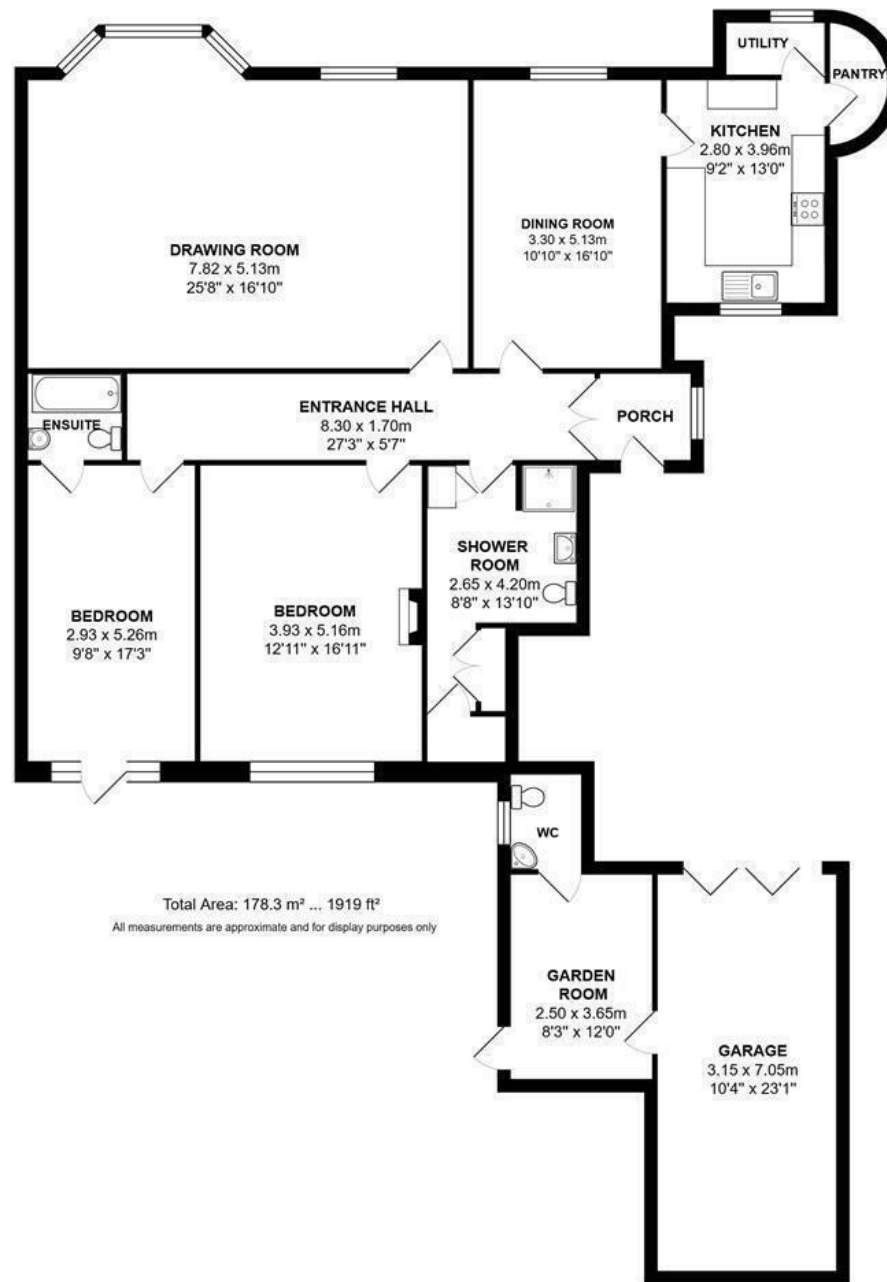 UTILITY
PANTRY
KITCHEN
2.80 x 3.96m
9'2" x 13'0"
DRAWING ROOM
7.82 x 5.13m
25'8" x 16'10"
DINING ROOM
3.30 x 5.13m
10'10" x 16'10"
ENSUITE
ENTRANCE HALL
8.30 x 1.70m
27'3" x 5'7"
PORCH
BEDROOM
2.93 x 5.26m
9'8" x 17'3"
BEDROOM
3.93 x 5.16m
12'11" x 16'11"
SHOWER
ROOM
2.65 x 4.20m
8'8" x 13'10"
WC
Total Area: 178.3 m² ... 1919 ft²
All measurements are approximate and for display purposes only
GARDEN
ROOM
2.50 x 3.65m
8'3" x 12'0"
GARAGE
3.15 x 7.05m
10'4" x 23'1"